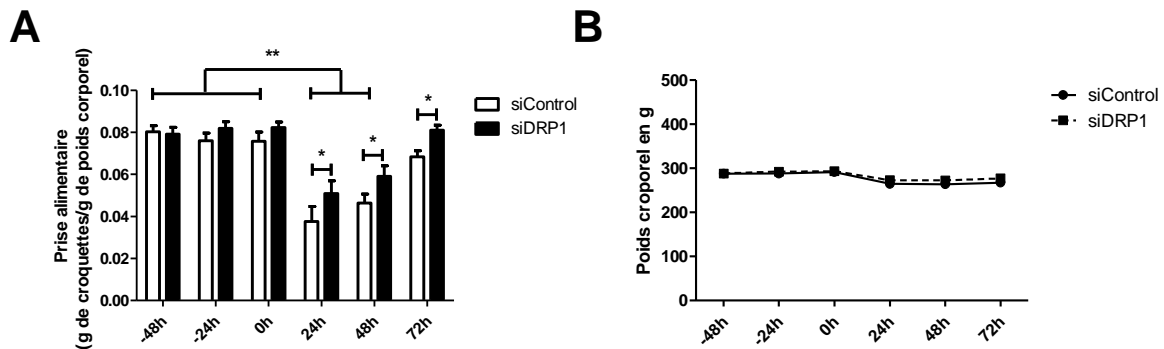 A
Prise alimentaire
(g de croquettes/g de poids corporel)
0.10
0.08
0.06
0.04
0.02
0.00
**
*
*
*
-48h
-24h
0h
24h
48h
72h
siControl
siDRP1
B
Poids croporel en g
500
400
300
200
100
0
-48h
-24h
0h
24h
48h
72h
siControl
siDRP1